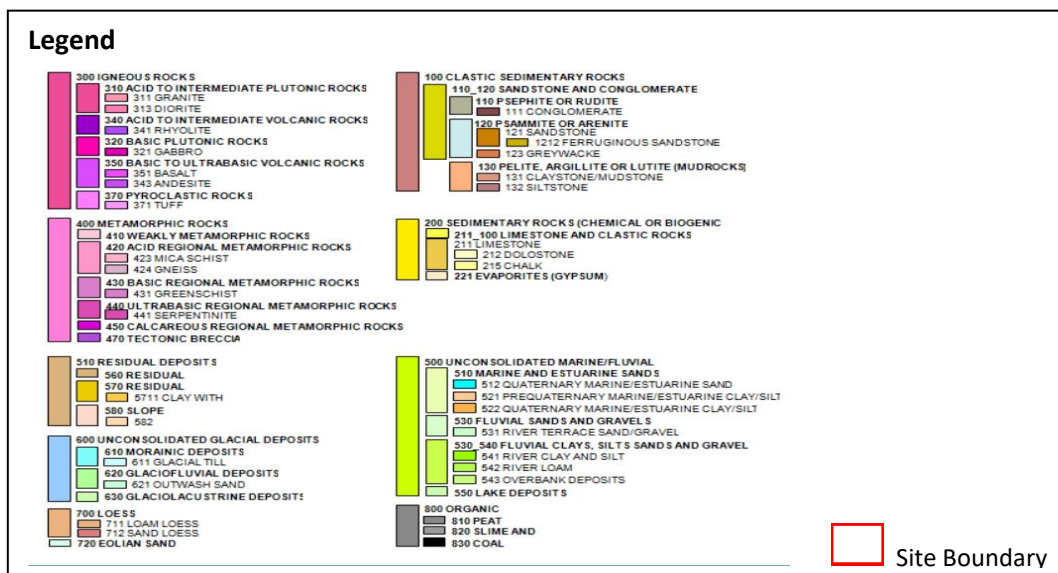 Legend
300 IGNEOUS ROCKS
310 ACID TO INTERMEDIATE PLUTONIC ROCKS
311 GRANITE
313 DIORITE
340 ACID TO INTERMEDIATE VOLCANIC ROCKS
341 RHYOLITE
320 BASIC PLUTONIC ROCKS
321 GABBRO
350 BASIC TO ULTRABASIC VOLCANIC ROCKS
351 BASALT
343 ANDESITE
370 PYROCLASTIC ROCKS
371 TUFF
400 METAMORPHIC ROCKS
410 WEAKLY METAMORPHIC ROCKS
420 ACID REGIONAL METAMORPHIC ROCKS
423 MICA SCHIST
424 GNEISS
430 BASIC REGIONAL METAMORPHIC ROCKS
431 GREENSCHIST
440 ULTRABASIC REGIONAL METAMORPHIC ROCKS
441 SERPENTINITE
450 CALCAREOUS REGIONAL METAMORPHIC ROCKS
470 TECTONIC BRECCIA
510 RESIDUAL DEPOSITS
560 RESIDUAL
570 RESIDUAL
5711 CLAY WITH
580 SLOPE
582
600 UNCONSOLIDATED GLACIAL DEPOSITS
610 MORAINIC DEPOSITS
611 GLACIAL TILL
620 GLACIOFLUVIAL DEPOSITS
621 OUTWASH SAND
630 GLACIOLACUSTRINE DEPOSITS
700 LOESS
711 LOAM LOESS
712 SAND LOESS
720 EOLIAN SAND
100 CLASTIC SEDIMENTARY ROCKS
110_120 SANDSTONE AND CONGLOMERATE
110 PSEPHITE OR RUDITE
111 CONGLOMERATE
120 PSAMMITE OR ARENITE
121 SANDSTONE
1212 FERRUGINOUS SANDSTONE
123 GREYWACKE
130 PELITE, ARGILLITE OR LUTITE (MUDROCKS)
131 CLAYSTONE/MUDSTONE
132 SILTSTONE
200 SEDIMENTARY ROCKS (CHEMICAL OR BIOGENIC
211_100 LIMESTONE AND CLASTIC ROCKS
211 LIMESTONE
212 DOLOSTONE
215 CHALK
221 EVAPORITES (GYPSUM)
500 UNCONSOLIDATED MARINE/FLUVIAL
510 MARINE AND ESTUARINE SANDS
512 QUATERNARY MARINE/ESTUARINE SAND
521 PREQUATERNARY MARINE/ESTUARINE CLAY/SILT
522 QUATERNARY MARINE/ESTUARINE CLAY/SILT
530 FLUVIAL SANDS AND GRAVELS
531 RIVER TERRACE SAND/GRAVEL
530_540 FLUVIAL CLAYS, SILTS SANDS AND GRAVEL
541 RIVER CLAY AND SILT
542 RIVER LOAM
543 OVERBANK DEPOSITS
550 LAKE DEPOSITS
800 ORGANIC
810 PEAT
820 SLIME AND
830 COAL
Site Boundary